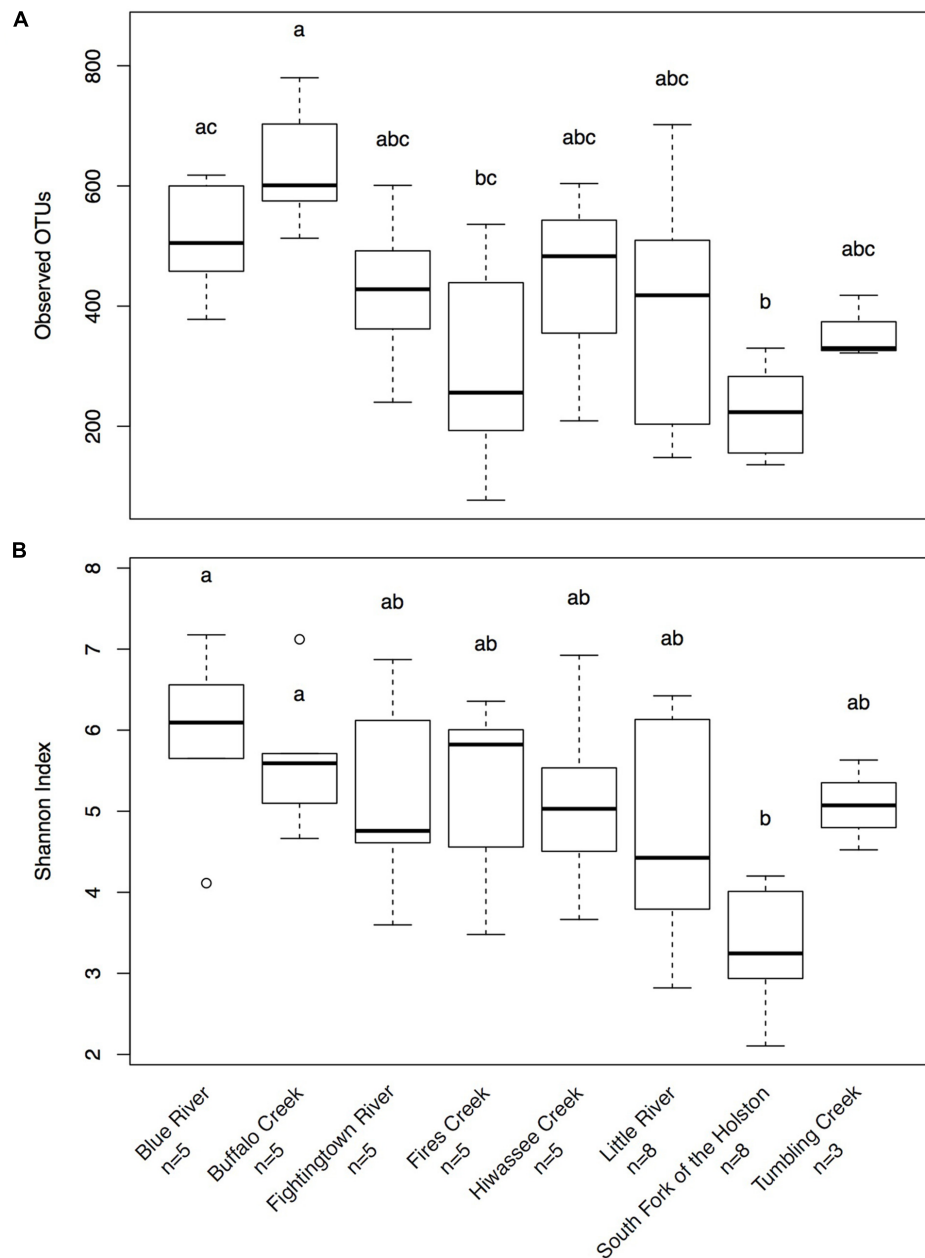 A
Observed OTUs
800
600
400
200
ac
a
abc
bc
abc
abc
b
abc
B
Shannon Index
8
7
6
5
4
3
2
a
a
ab
ab
ab
ab
b
ab
Blue River
n=5
Buffalo Creek
n=5
Fightingtown River
n=5
Fires Creek
n=5
Hiwassee Creek
n=5
Little River
n=8
South Fork of the Holston
n=8
Tumbling Creek
n=3